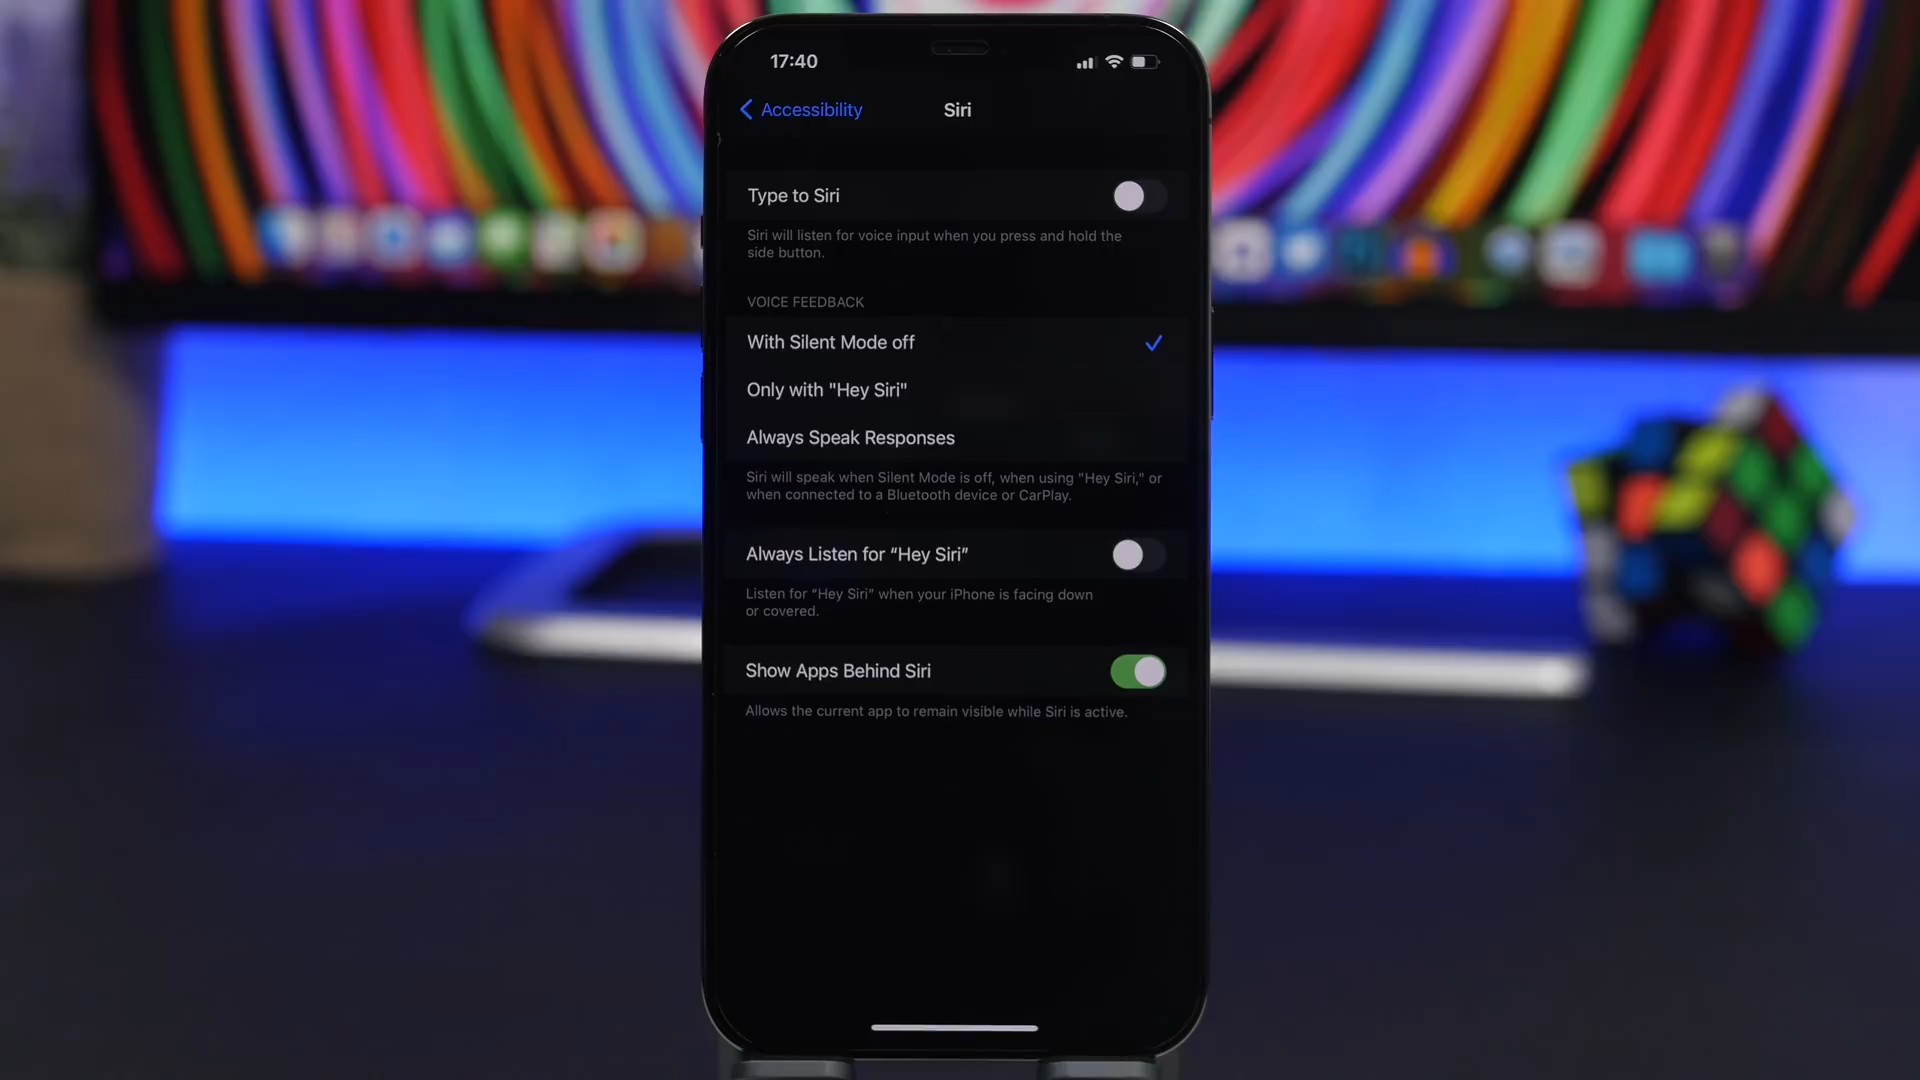 17:40
Accessibility
Siri
Type to Siri
Siri will listen for voice input when you press and hold the
side button.
VOICE FEEDBACK
With Silent Mode off
Only with "Hey Siri"
Always Speak Responses
Siri will speak when Silent Mode is off, when using "Hey Siri," or
when connected to a Bluetooth device or CarPlay.
Always Listen for “Hey Siri”
Listen for “Hey Siri” when your iPhone is facing down
or covered.
Show Apps Behind Siri
Allows the current app to remain visible while Siri is active.